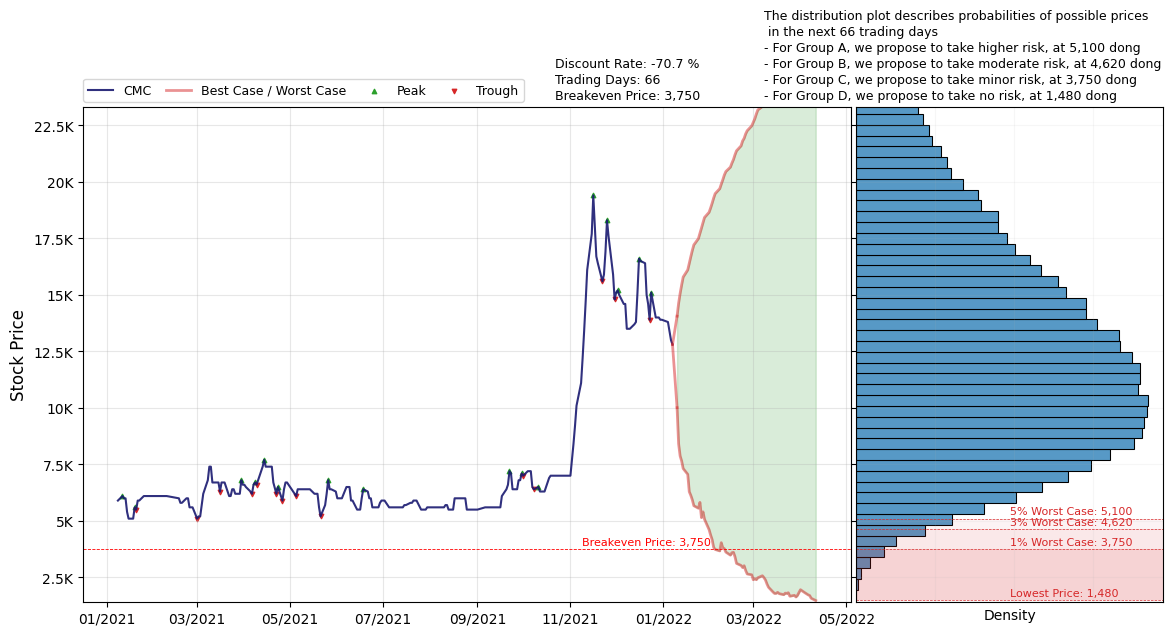 The distribution plot describes probabilities of possible prices
in the next 66 trading days
- For Group A, we propose to take higher risk, at 5,100 dong
- For Group B, we propose to take moderate risk, at 4,620 dong
- For Group C, we propose to take minor risk, at 3,750 dong
- For Group D, we propose to take no risk, at 1,480 dong
Discount Rate: -70.7 %
Trading Days: 66
Breakeven Price: 3,750
CMC
Best Case / Worst Case
Peak
Trough
Stock Price
22.5K
20K
17.5K
15K
12.5K
10K
7.5K
5K
2.5K
Breakeven Price: 3,750
5% Worst Case: 5,100
3% Worst Case: 4,620
1% Worst Case: 3,750
Lowest Price: 1,480
01/2021
03/2021
05/2021
07/2021
09/2021
11/2021
01/2022
03/2022
05/2022
Density